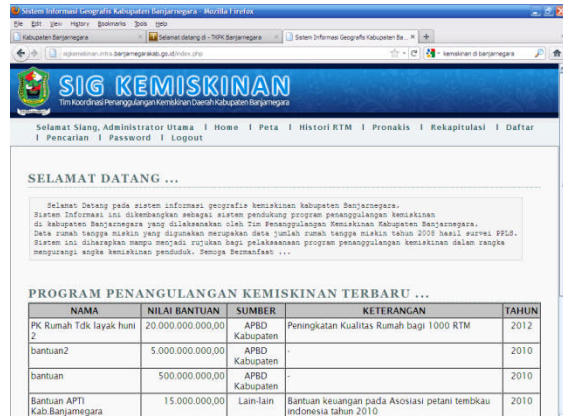 Sistem Informasi Geografis Kabupaten Banjarnegara - Mozilla Firefox
File Edit View History Bookmarks Tools Help
Kabupaten Banjarnegara Selamat datang di - TKPK Banjarnegara Sistem Informasi Geografis Kabupaten Ba...
sigkemiskinan.infra.banjarnegarakab.go.id/index.php kemiskinan di banjarnegara
SIG KEMISKINAN
Tim Koordinasi Penanggulangan Kemiskinan Daerah Kabupaten Banjarnegara
Selamat Siang, Administrator Utama | Home | Peta | Histori RTM | Pronakis | Rekapitulasi | Daftar
| Pencarian | Password | Logout
SELAMAT DATANG ...
Selamat Datang pada sistem informasi geografis kemiskinan kabupaten Banjarnegara.
Sistem Informasi ini dikembangkan sebagai sistem pendukung program penanggulangan kemiskinan
di kabupaten Banjarnegara yang dilaksanakan oleh Tim Penanggulangan Kemiskinan Kabupaten Banjarnegara.
Data rumah tangga miskin yang digunakan merupakan data jumlah rumah tangga miskin tahun 2008 hasil survei PPLS.
Sistem ini diharapkan mampu menjadi rujukan bagi pelaksanaan program penanggulangan kemiskinan dalam rangka
mengurangi angka kemiskinan penduduk. Semoga Bermanfaat ...
PROGRAM PENANGULANGAN KEMISKINAN TERBARU ...
NAMA NILAI BANTUAN SUMBER KETERANGAN TAHUN
PK Rumah Tdk layak huni 20.000.000.000,00 APBD Peningkatan Kualitas Rumah bagi 1000 RTM 2012
2 Kabupaten
bantuan2 5.000.000.000,00 APBD - 2010
Kabupaten
bantuan 500.000.000,00 APBD - 2010
Kabupaten
Bantuan APTI 15.000.000,00 Lain-lain Bantuan keuangan pada Asosiasi petani tembkau 2010
Kab.Banjarnegara indonesia tahun 2010